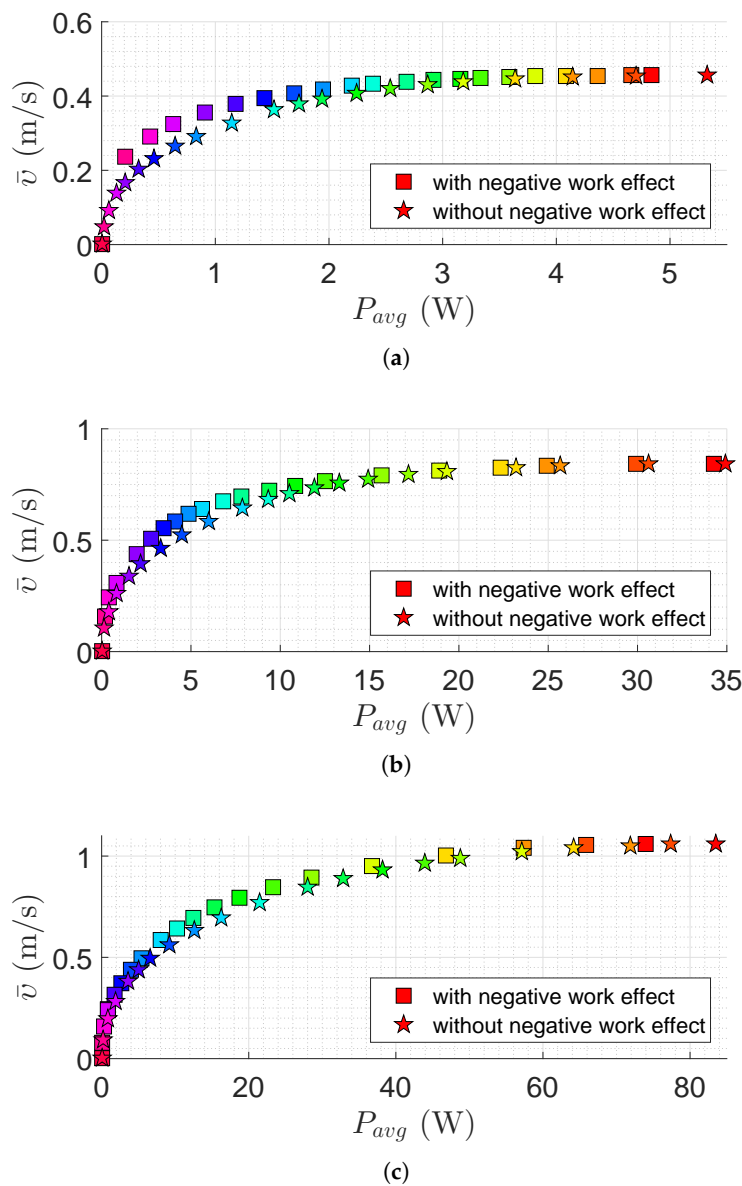 0.6
0.4
0.2
0
v̄ (m/s)
with negative work effect
without negative work effect
0 1 2 3 4 5
P_avg (W)
(a)
1
0.5
0
v̄ (m/s)
with negative work effect
without negative work effect
0 5 10 15 20 25 30 35
P_avg (W)
(b)
1
0.5
0
v̄ (m/s)
with negative work effect
without negative work effect
0 20 40 60 80
P_avg (W)
(c)